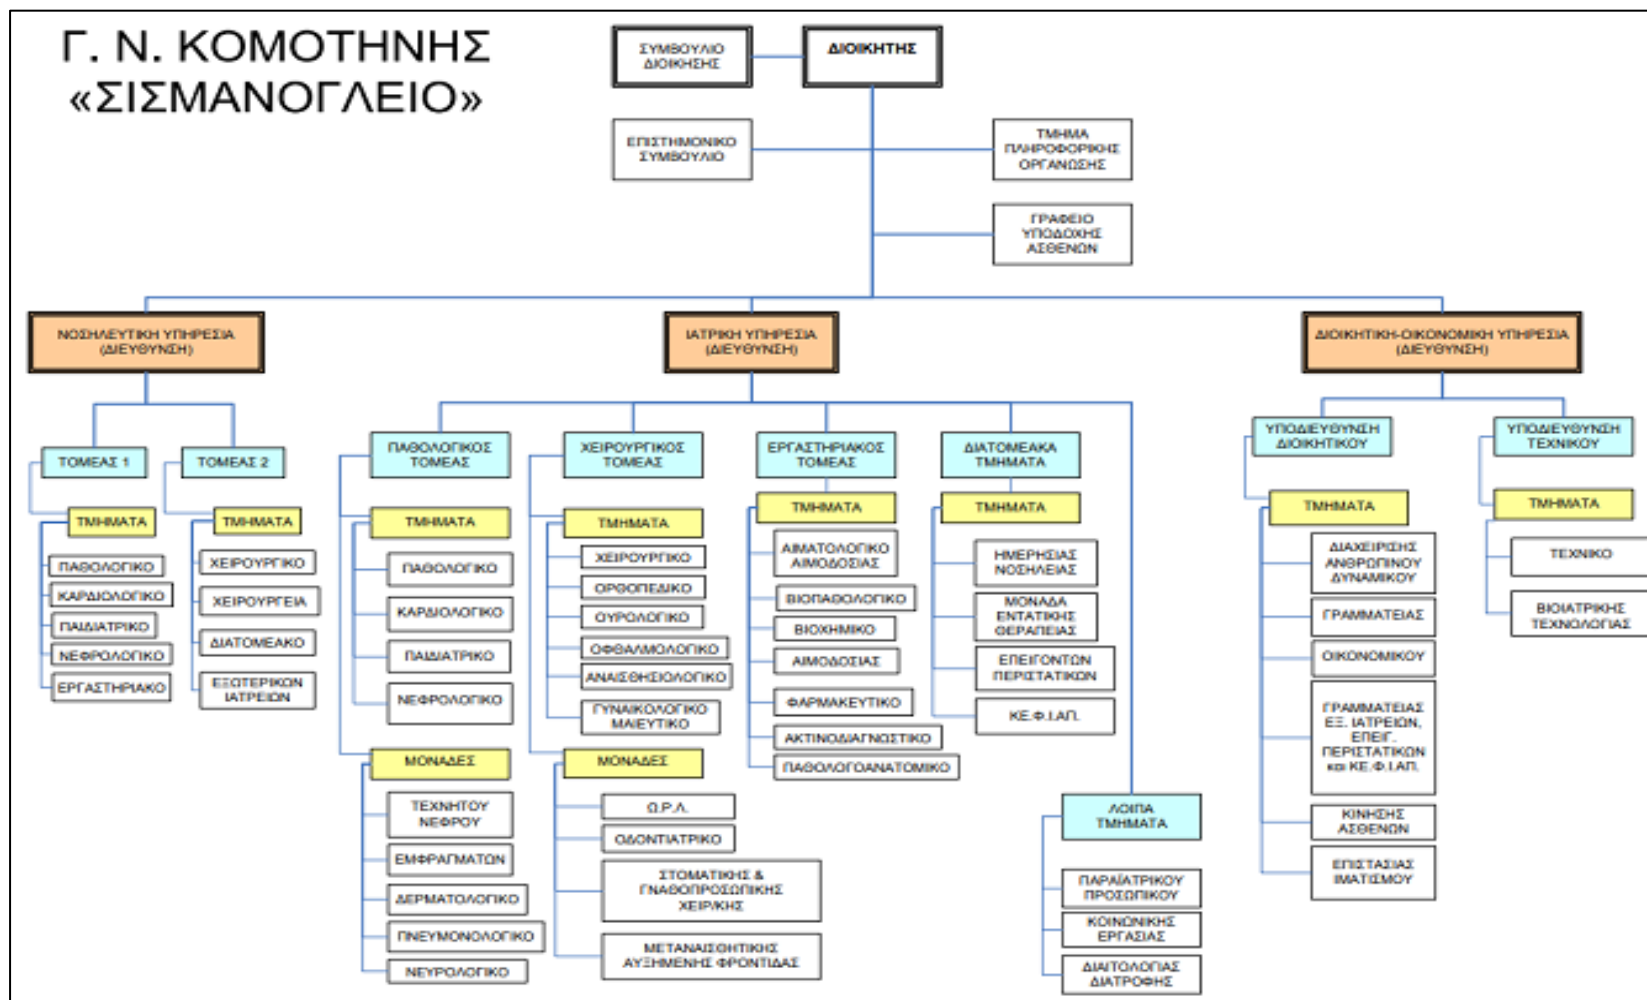 Γ. Ν. ΚΟΜΟΤΗΝΗΣ
«ΣΙΣΜΑΝΟΓΛΕΙΟ»
ΣΥΜΒΟΥΛΙΟ
ΔΙΟΙΚΗΣΗΣ
ΔΙΟΙΚΗΤΗΣ
ΕΠΙΣΤΗΜΟΝΙΚΟ
ΣΥΜΒΟΥΛΙΟ
ΤΜΗΜΑ
ΠΛΗΡΟΦΟΡΙΚΗΣ
ΟΡΓΑΝΩΣΗΣ
ΓΡΑΦΕΙΟ
ΥΠΟΔΟΧΗΣ
ΑΣΘΕΝΩΝ
ΝΟΣΗΛΕΥΤΙΚΗ ΥΠΗΡΕΣΙΑ
(ΔΙΕΥΘΥΝΣΗ)
ΤΟΜΕΑΣ 1
ΤΜΗΜΑΤΑ
ΠΑΘΟΛΟΓΙΚΟ
ΚΑΡΔΙΟΛΟΓΙΚΟ
ΠΑΙΔΙΑΤΡΙΚΟ
ΝΕΦΡΟΛΟΓΙΚΟ
ΕΡΓΑΣΤΗΡΙΑΚΟ
ΤΟΜΕΑΣ 2
ΤΜΗΜΑΤΑ
ΧΕΙΡΟΥΡΓΙΚΟ
ΧΕΙΡΟΥΡΓΕΙΑ
ΔΙΑΤΟΜΕΑΚΟ
ΕΞΩΤΕΡΙΚΩΝ
ΙΑΤΡΕΙΩΝ
ΙΑΤΡΙΚΗ ΥΠΗΡΕΣΙΑ
(ΔΙΕΥΘΥΝΣΗ)
ΠΑΘΟΛΟΓΙΚΟΣ
ΤΟΜΕΑΣ
ΤΜΗΜΑΤΑ
ΠΑΘΟΛΟΓΙΚΟ
ΚΑΡΔΙΟΛΟΓΙΚΟ
ΠΑΙΔΙΑΤΡΙΚΟ
ΝΕΦΡΟΛΟΓΙΚΟ
ΜΟΝΑΔΕΣ
ΤΕΧΝΗΤΟΥ
ΝΕΦΡΟΥ
ΕΜΦΡΑΓΜΑΤΩΝ
ΔΕΡΜΑΤΟΛΟΓΙΚΟ
ΠΝΕΥΜΟΝΟΛΟΓΙΚΟ
ΝΕΥΡΟΛΟΓΙΚΟ
ΧΕΙΡΟΥΡΓΙΚΟΣ
ΤΟΜΕΑΣ
ΤΜΗΜΑΤΑ
ΧΕΙΡΟΥΡΓΙΚΟ
ΟΡΘΟΠΕΔΙΚΟ
ΟΥΡΟΛΟΓΙΚΟ
ΟΦΘΑΛΜΟΛΟΓΙΚΟ
ΑΝΑΙΣΘΗΣΙΟΛΟΓΙΚΟ
ΓΥΝΑΙΚΟΛΟΓΙΚΟ
ΜΑΙΕΥΤΙΚΟ
ΜΟΝΑΔΕΣ
Ω.Ρ.Λ.
ΟΔΟΝΤΙΑΤΡΙΚΟ
ΣΤΟΜΑΤΙΚΗΣ &
ΓΝΑΘΟΠΡΟΣΩΠΙΚΗΣ
ΧΕΙΡ/ΚΗΣ
ΜΕΤΑΝΑΙΣΘΗΤΙΚΗΣ
ΑΥΞΗΜΕΝΗΣ ΦΡΟΝΤΙΔΑΣ
ΕΡΓΑΣΤΗΡΙΑΚΟΣ
ΤΟΜΕΑΣ
ΤΜΗΜΑΤΑ
ΑΙΜΑΤΟΛΟΓΙΚΟ
ΑΙΜΟΔΟΣΙΑΣ
ΒΙΟΠΑΘΟΛΟΓΙΚΟ
ΒΙΟΧΗΜΙΚΟ
ΑΙΜΟΔΟΣΙΑΣ
ΦΑΡΜΑΚΕΥΤΙΚΟ
ΑΚΤΙΝΟΔΙΑΓΝΩΣΤΙΚΟ
ΠΑΘΟΛΟΓΟΑΝΑΤΟΜΙΚΟ
ΔΙΑΤΟΜΕΑΚΑ
ΤΜΗΜΑΤΑ
ΤΜΗΜΑΤΑ
ΗΜΕΡΗΣΙΑΣ
ΝΟΣΗΛΕΙΑΣ
ΜΟΝΑΔΑ
ΕΝΤΑΤΙΚΗΣ
ΘΕΡΑΠΕΙΑΣ
ΕΠΕΙΓΟΝΤΩΝ
ΠΕΡΙΣΤΑΤΙΚΩΝ
ΚΕ.Φ.Ι.ΑΠ.
ΛΟΙΠΑ
ΤΜΗΜΑΤΑ
ΠΑΡΑΪΑΤΡΙΚΟΥ
ΠΡΟΣΩΠΙΚΟΥ
ΚΟΙΝΩΝΙΚΗΣ
ΕΡΓΑΣΙΑΣ
ΔΙΑΙΤΟΛΟΓΙΑΣ
ΔΙΑΤΡΟΦΗΣ
ΔΙΟΙΚΗΤΙΚΗ-ΟΙΚΟΝΟΜΙΚΗ ΥΠΗΡΕΣΙΑ
(ΔΙΕΥΘΥΝΣΗ)
ΥΠΟΔΙΕΥΘΥΝΣΗ
ΔΙΟΙΚΗΤΙΚΟΥ
ΤΜΗΜΑΤΑ
ΔΙΑΧΕΙΡΙΣΗΣ
ΑΝΘΡΩΠΙΝΟΥ
ΔΥΝΑΜΙΚΟΥ
ΓΡΑΜΜΑΤΕΙΑΣ
ΟΙΚΟΝΟΜΙΚΟΥ
ΓΡΑΜΜΑΤΕΙΑΣ
ΕΞ. ΙΑΤΡΕΙΩΝ,
ΕΠΕΙΓ.
ΠΕΡΙΣΤΑΤΙΚΩΝ
και ΚΕ.Φ.Ι.ΑΠ.
ΚΙΝΗΣΗΣ
ΑΣΘΕΝΩΝ
ΕΠΙΣΤΑΣΙΑΣ
ΙΜΑΤΙΣΜΟΥ
ΥΠΟΔΙΕΥΘΥΝΣΗ
ΤΕΧΝΙΚΟΥ
ΤΜΗΜΑΤΑ
ΤΕΧΝΙΚΟ
ΒΙΟΙΑΤΡΙΚΗΣ
ΤΕΧΝΟΛΟΓΙΑΣ